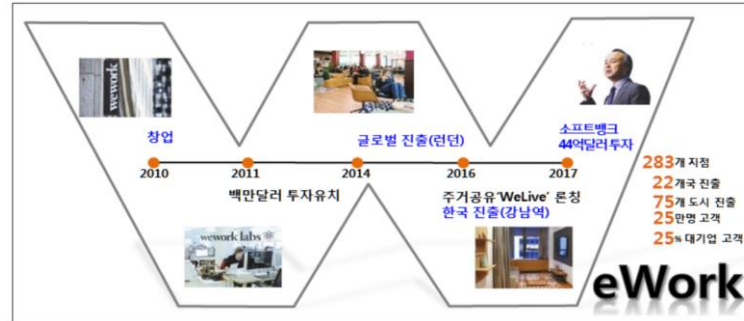 wework
창업
글로벌 진출(런던)
소프트뱅크
44억달러 투자
2010
2011
2014
2016
2017
백만달러 투자유치
주거공유‘WeLive’ 론칭
한국 진출(강남역)
wework labs
283개 지점
22개국 진출
75개 도시 진출
25만명 고객
25% 대기업 고객
eWork